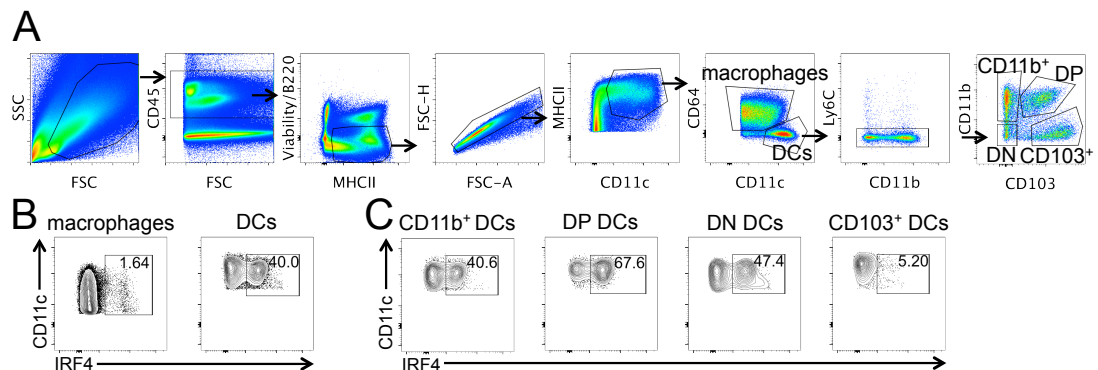 A
SSC
FSC
CD45
FSC
Viability/B220
MHCII
FSC-H
FSC-A
MHCII
CD11c
macrophages
CD64
DCs
CD11c
Ly6C
CD11b
CD11b⁺
DP
CD11b
DN
CD103⁺
CD103
B
macrophages
DCs
CD11c
1.64
40.0
IRF4
C
CD11b⁺ DCs
DP DCs
DN DCs
CD103⁺ DCs
CD11c
40.6
67.6
47.4
5.20
IRF4